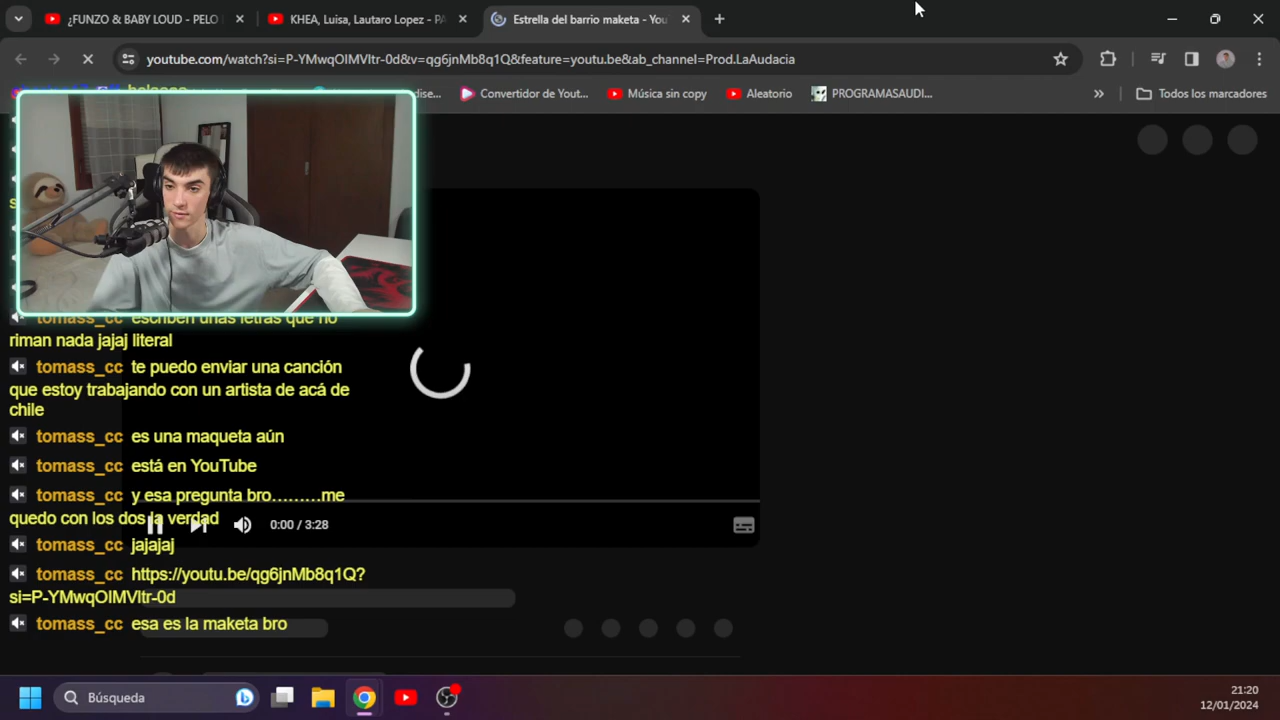 ¿FUNZO & BABY LOUD - PELO
KHEA, Luisa, Lautaro Lopez - PA
Estrella del barrio maketa - You
youtube.com/watch?si=P-YMwqOIMVItr-0d&v=qg6jnMb8q1Q&feature=youtu.be&ab_channel=Prod.LaAudacia
Convertidor de Yout...
Música sin copy
Aleatorio
PROGRAMASAUDI...
»
Todos los marcadores
escriben unas letras que no
riman nada jajaj literal
tomass_cc te puedo enviar una canción
que estoy trabajando con un artista de acá de
chile
tomass_cc es una maqueta aún
tomass_cc está en YouTube
tomass_cc y esa pregunta bro.........me
quedo con los dos la verdad
0:00 / 3:28
tomass_cc jajajaj
tomass_cc https://youtu.be/qg6jnMb8q1Q?
si=P-YMwqOIMVItr-0d
tomass_cc esa es la maketa bro
Búsqueda
21:20
12/01/2024